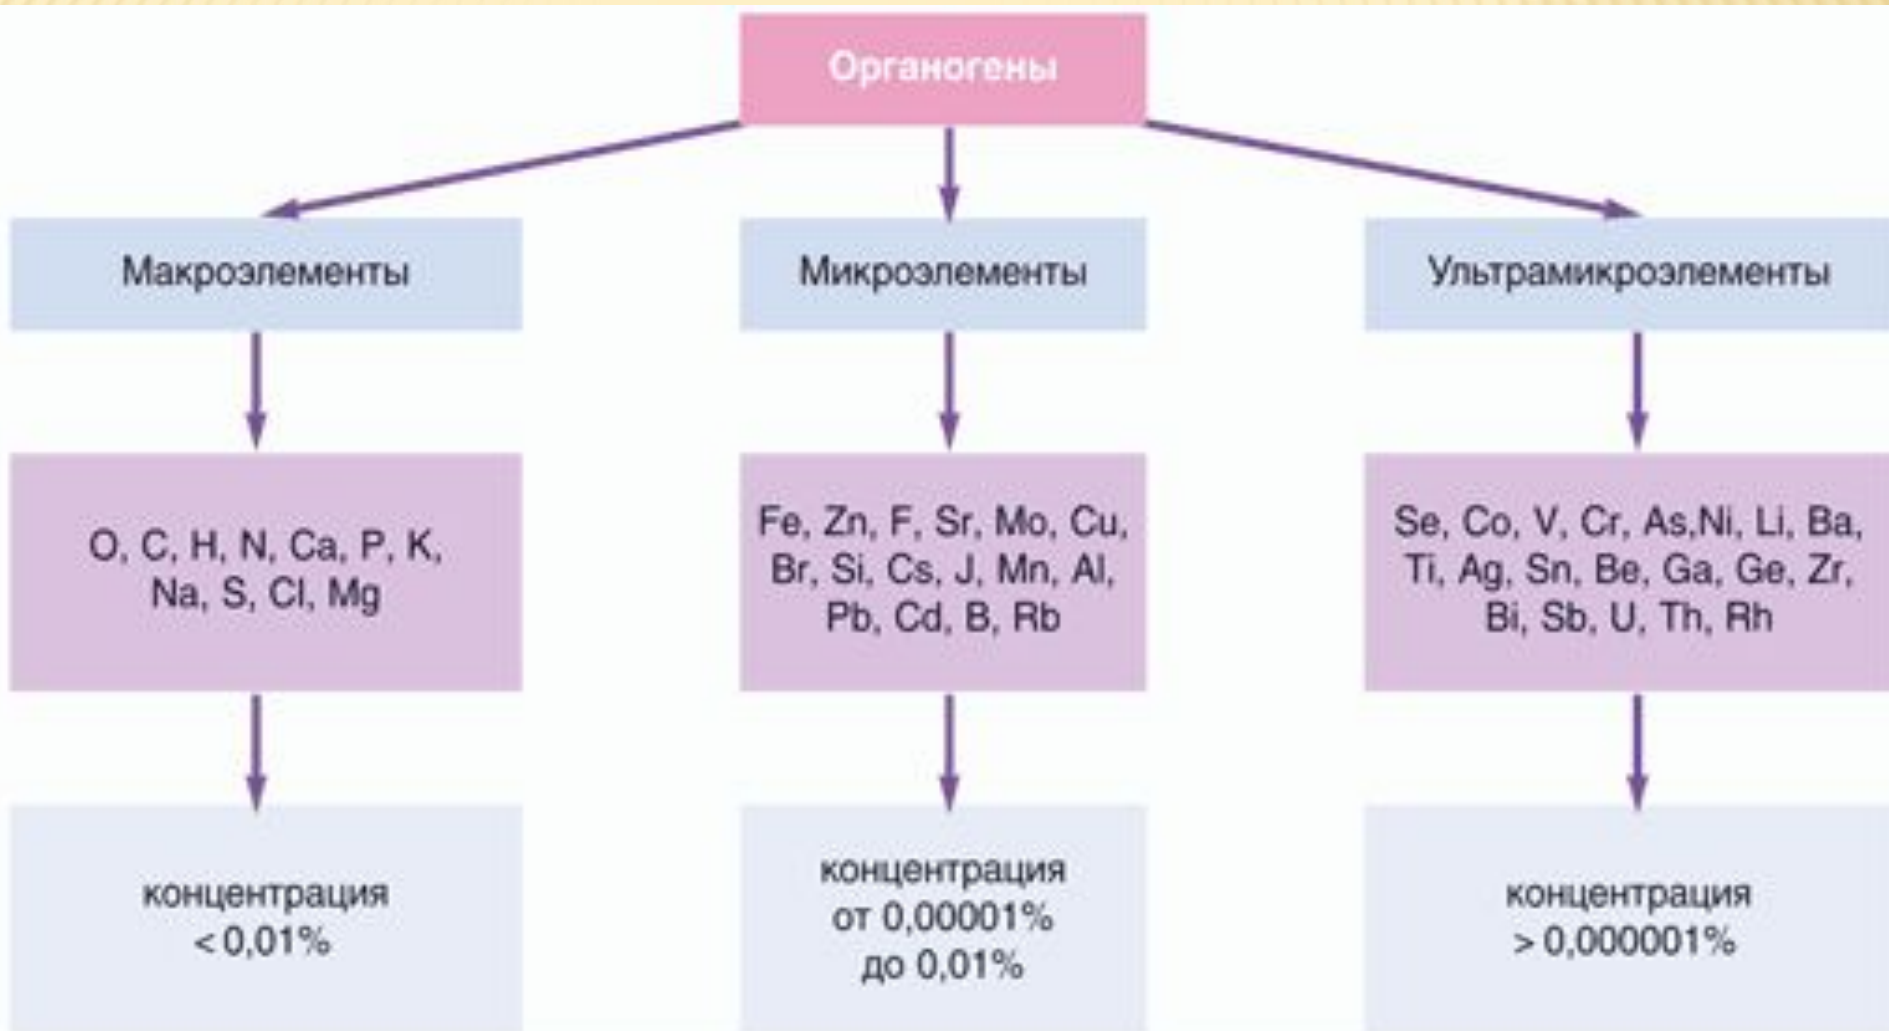 Органогены
Макроэлементы
Микроэлементы
Ультрамикроэлементы
O, C, H, N, Ca, P, K,
Na, S, Cl, Mg
Fe, Zn, F, Sr, Mo, Cu,
Br, Si, Cs, J, Mn, Al,
Pb, Cd, B, Rb
Se, Co, V, Cr, As,Ni, Li, Ba,
Ti, Ag, Sn, Be, Ga, Ge, Zr,
Bi, Sb, U, Th, Rh
концентрация
< 0,01%
концентрация
от 0,00001%
до 0,01%
концентрация
> 0,000001%